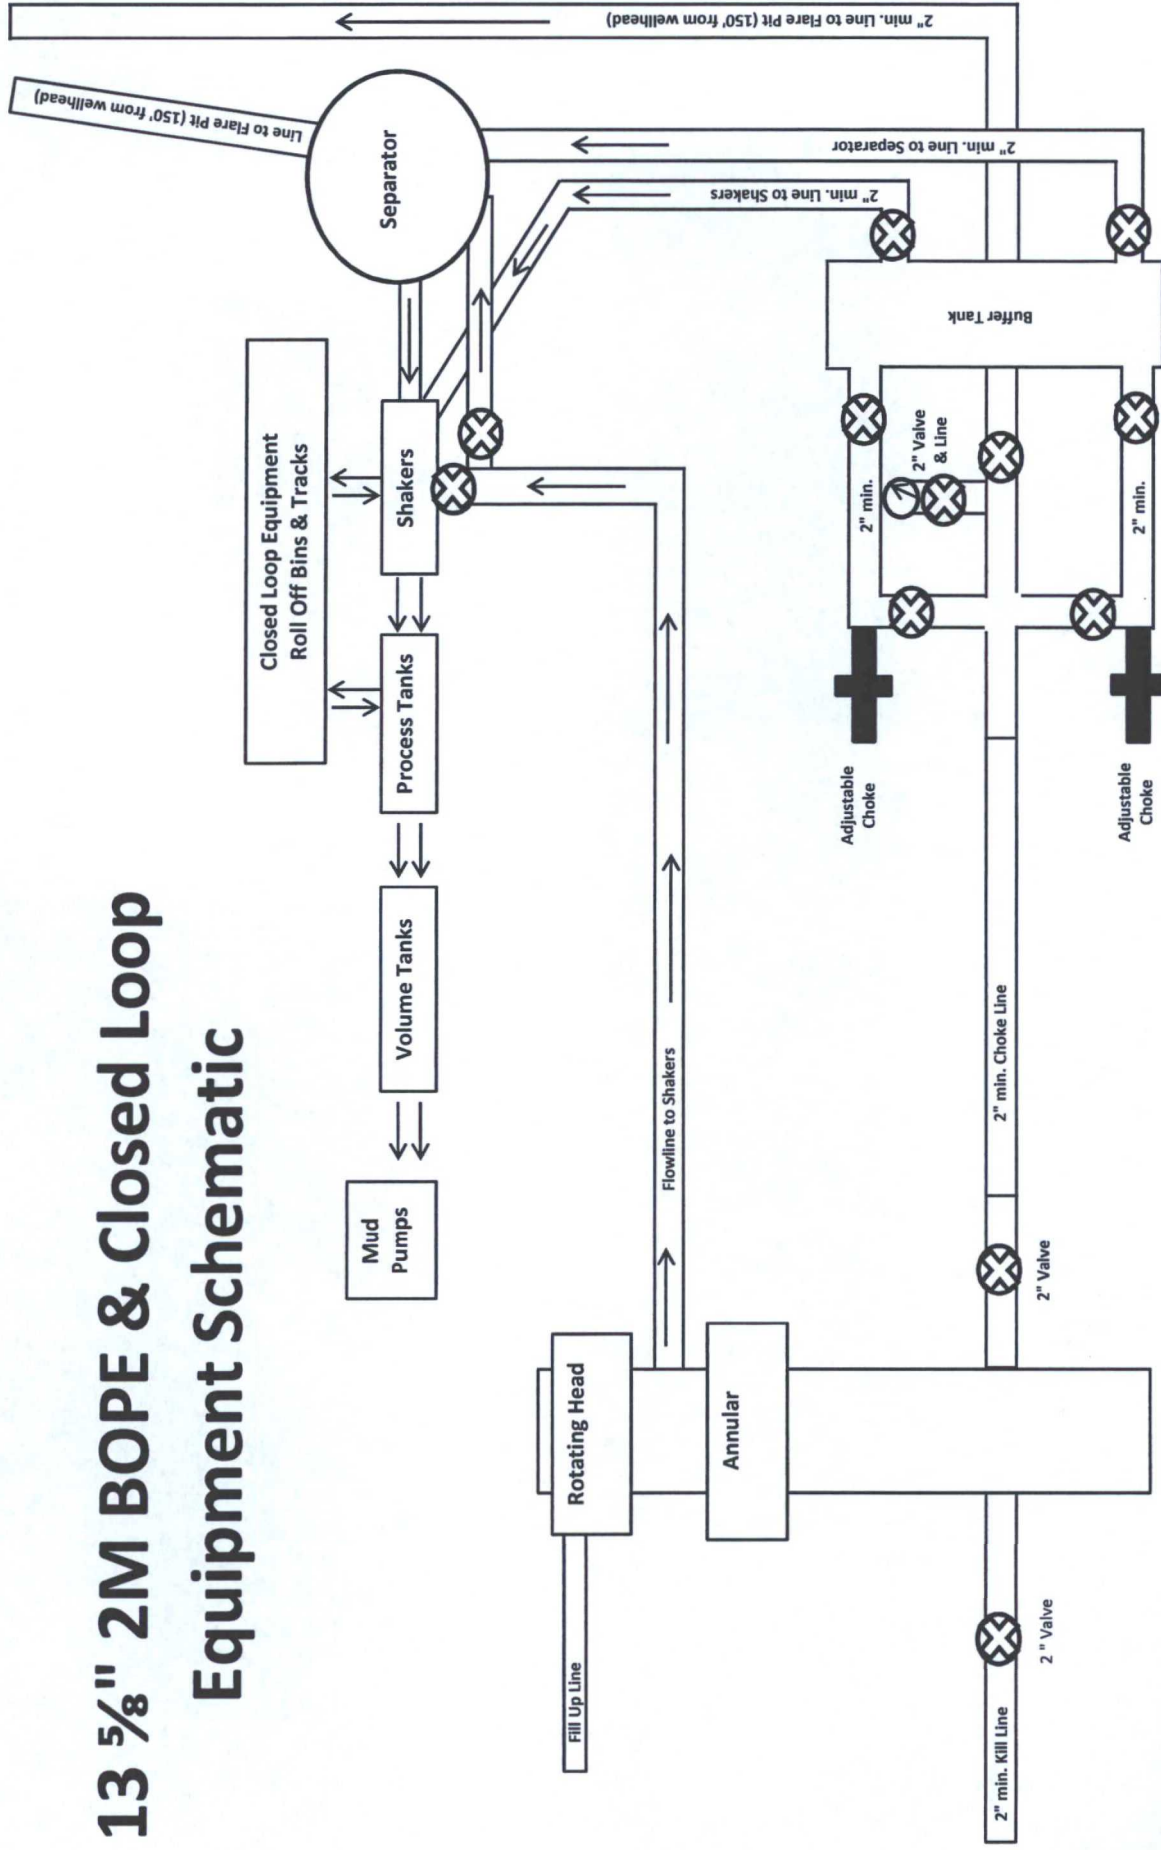 13 ⅝" 2M BOPE & Closed Loop
Equipment Schematic
Closed Loop Equipment
Roll Off Bins & Tracks
Mud
Pumps
Volume Tanks
Process Tanks
Shakers
Separator
Line to Flare Pit (150' from wellhead)
2" min. Line to Flare Pit (150' from wellhead)
Fill Up Line
Rotating Head
Flowline to Shakers
Annular
2" min. Line to Shakers
2" min. Line to Separator
Adjustable
Choke
2" min.
2" Valve
& Line
Buffer Tank
2" min. Kill Line
2 " Valve
2" Valve
2" min. Choke Line
Adjustable
Choke
2" min.